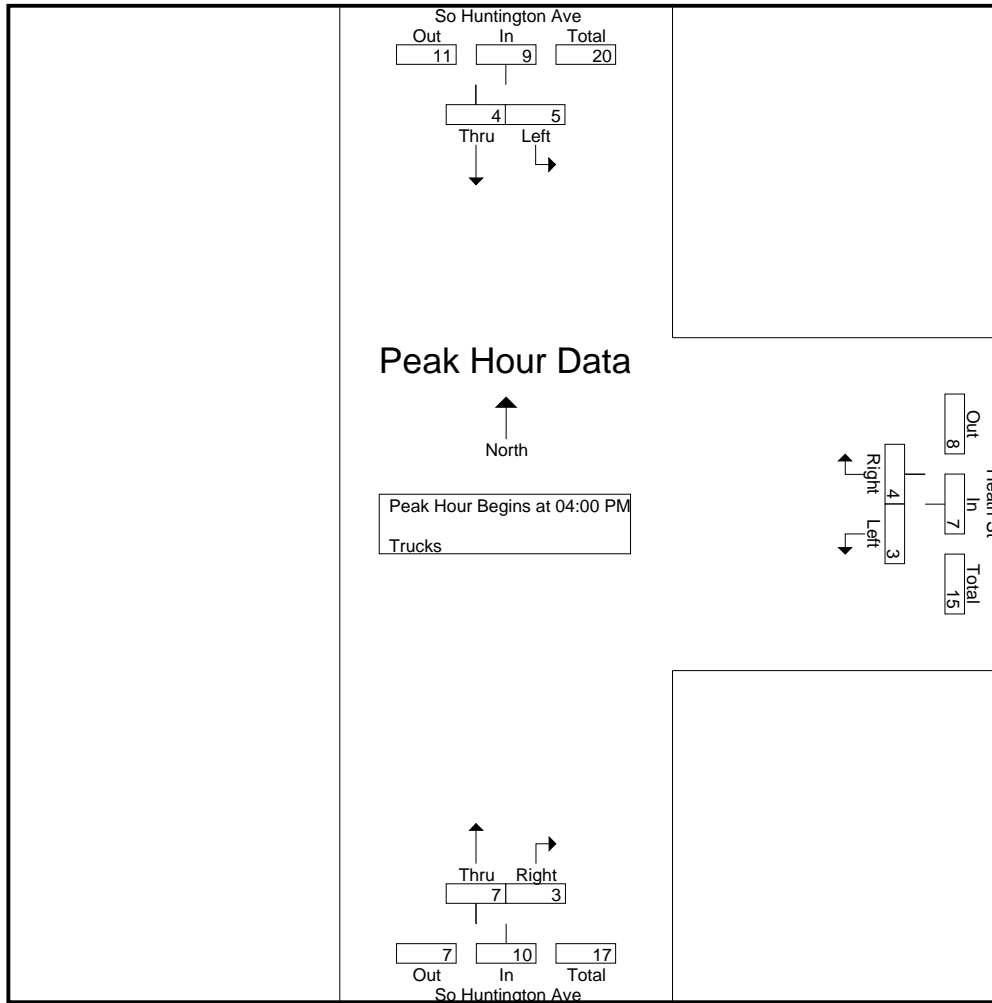 So Huntington Ave
Out In Total
11 9 20
4 5
Thru Left
Peak Hour Data
North
Peak Hour Begins at 04:00 PM
Trucks
Right Left
4 3
Out In Total
8 7 15
Heath St
Thru Right
7 3
7 10 17
Out In Total
So Huntington Ave